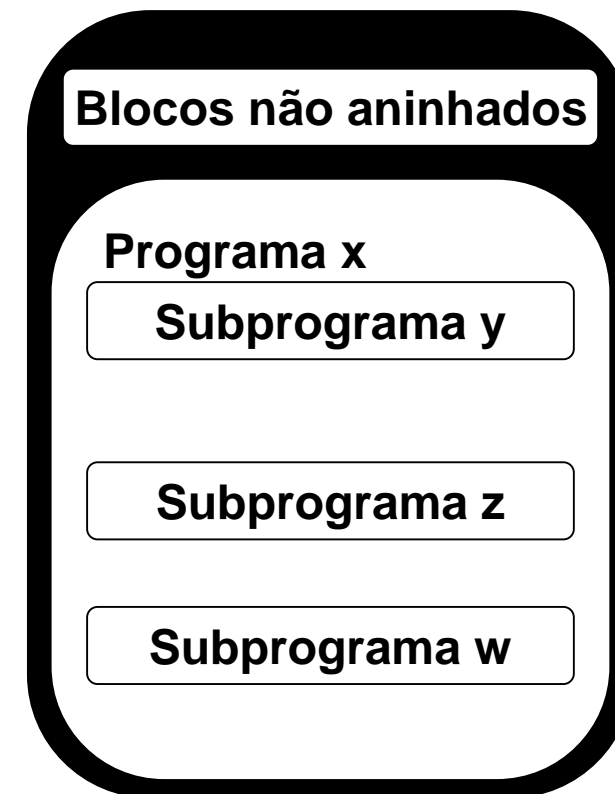 Blocos não aninhados
Programa x
Subprograma y
Subprograma z
Subprograma w